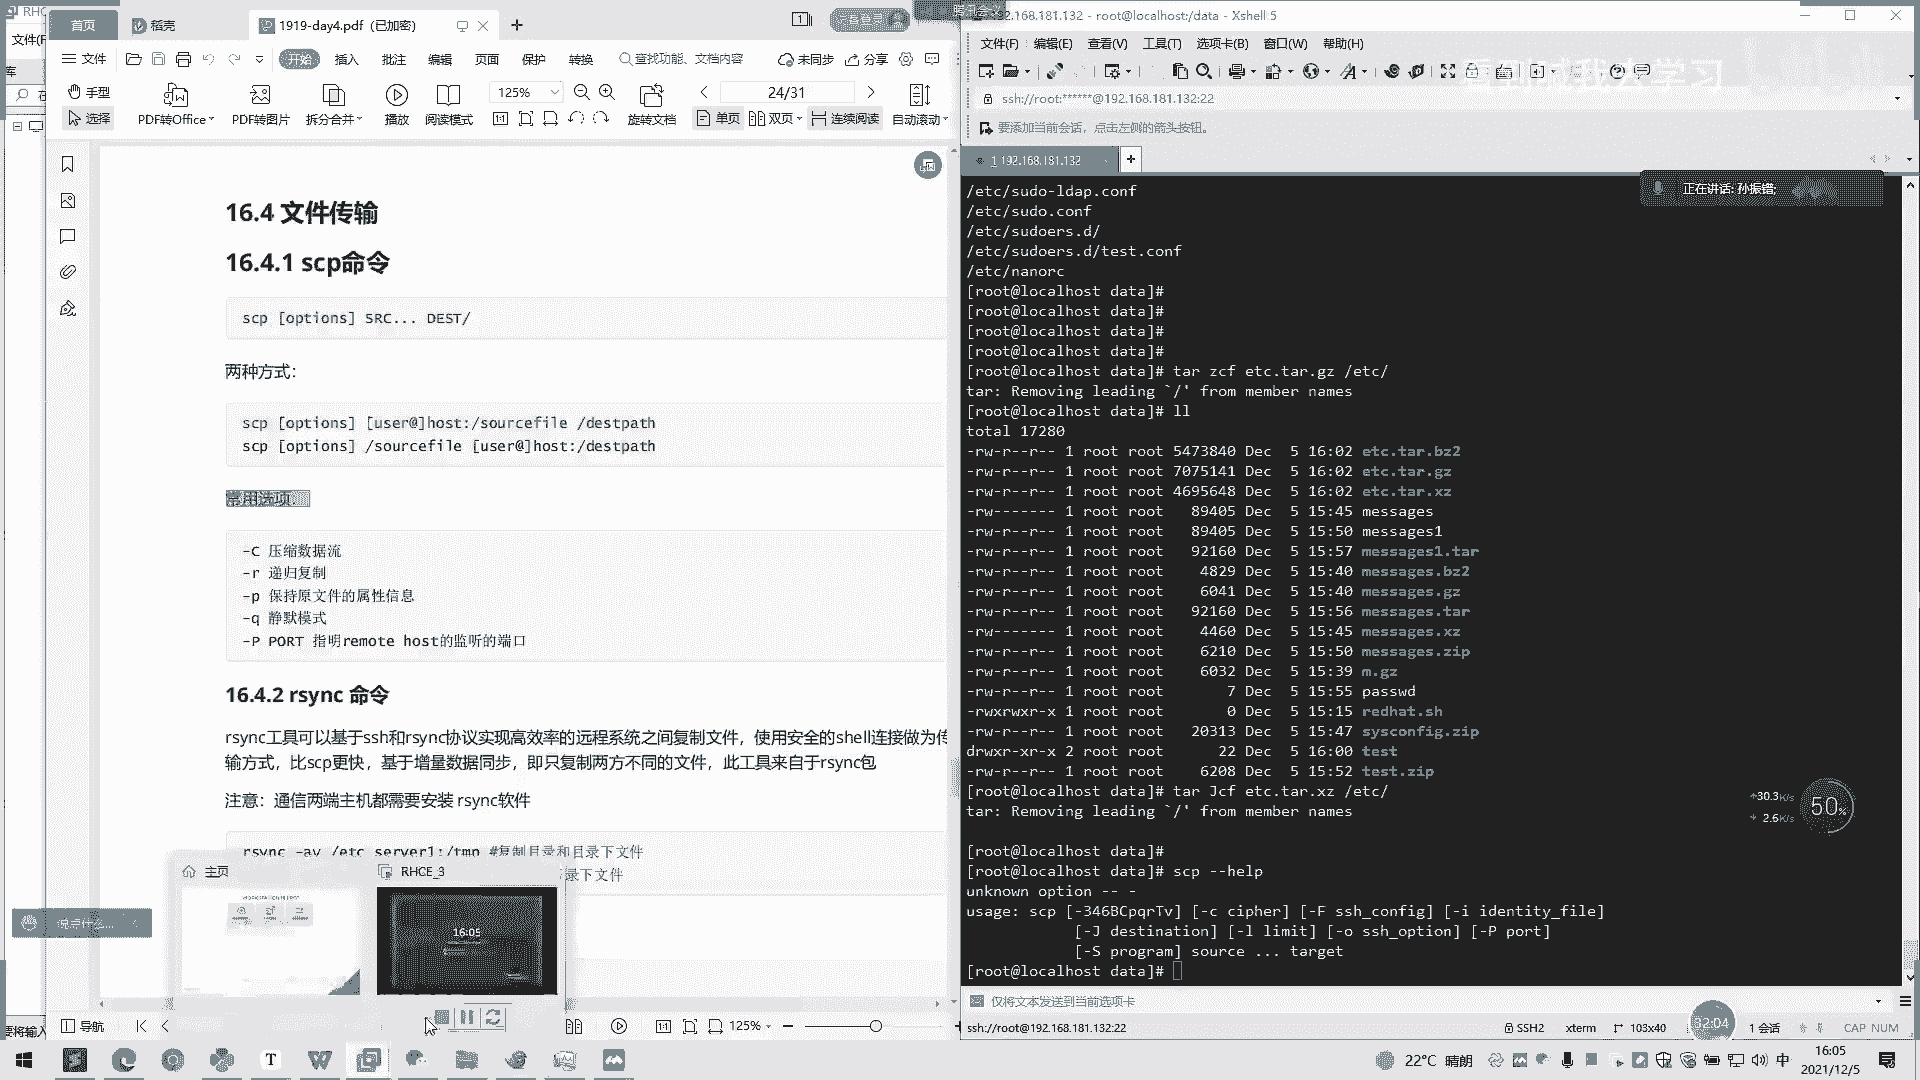 首页
稻壳
1919-day4.pdf（已加密）
文件
开始
插入
批注
编辑
页面
保护
转换
查找功能、文档内容
未同步
分享
手型
选择
PDF转Office
PDF转图片
拆分合并
播放
阅读模式
125%
旋转文档
24/31
单页
双页
连续阅读
自动滚动
16.4 文件传输
16.4.1 scp命令
scp [options] SRC... DEST/
两种方式：
scp [options] [user@]host:/sourcefile /destpath
scp [options] /sourcefile [user@]host:/destpath
常用选项
-C 压缩数据流
-r 递归复制
-p 保持原文件的属性信息
-q 静默模式
-P PORT 指明remote host的监听的端口
16.4.2 rsync 命令
rsync工具可以基于ssh和rsync协议实现高效率的远程系统之间复制文件，使用安全的shell连接做为传
输方式，比scp更快，基于增量数据同步，即只复制两方不同的文件，此工具来自于rsync包
注意：通信两端主机都需要安装 rsync软件
rsync -av /etc server1:/tmp #复制目录和目录下文件
录下文件
主页
RHCE_3
16:05
说点什么...
导航
125%
root@localhost:/data - Xshell 5
文件(F)
编辑(E)
查看(V)
工具(T)
选项卡(B)
窗口(W)
帮助(H)
ssh://root:******@192.168.181.132:22
要添加当前会话，点击左侧的箭头按钮。
1 192.168.181.132
正在讲话: 孙振锴;
/etc/sudo-ldap.conf
/etc/sudo.conf
/etc/sudoers.d/
/etc/sudoers.d/test.conf
/etc/nanorc
[root@localhost data]#
[root@localhost data]#
[root@localhost data]#
[root@localhost data]#
[root@localhost data]# tar zcf etc.tar.gz /etc/
tar: Removing leading `/' from member names
[root@localhost data]# ll
total 17280
-rw-r--r-- 1 root root 5473840 Dec  5 16:02 etc.tar.bz2
-rw-r--r-- 1 root root 7075141 Dec  5 16:02 etc.tar.gz
-rw-r--r-- 1 root root 4695648 Dec  5 16:02 etc.tar.xz
-rw------- 1 root root   89405 Dec  5 15:45 messages
-rw-r--r-- 1 root root   89405 Dec  5 15:50 messages1
-rw-r--r-- 1 root root   92160 Dec  5 15:57 messages1.tar
-rw-r--r-- 1 root root    4829 Dec  5 15:40 messages.bz2
-rw-r--r-- 1 root root    6041 Dec  5 15:40 messages.gz
-rw-r--r-- 1 root root   92160 Dec  5 15:56 messages.tar
-rw------- 1 root root    4460 Dec  5 15:45 messages.xz
-rw-r--r-- 1 root root    6210 Dec  5 15:50 messages.zip
-rw-r--r-- 1 root root    6032 Dec  5 15:39 m.gz
-rw-r--r-- 1 root root       7 Dec  5 15:55 passwd
-rwxrwxr-x 1 root root       0 Dec  5 15:15 redhat.sh
-rw-r--r-- 1 root root   20313 Dec  5 15:47 sysconfig.zip
drwxr-xr-x 2 root root      22 Dec  5 16:00 test
-rw-r--r-- 1 root root    6208 Dec  5 15:52 test.zip
[root@localhost data]# tar Jcf etc.tar.xz /etc/
tar: Removing leading `/' from member names
[root@localhost data]#
[root@localhost data]# scp --help
unknown option -- -
usage: scp [-346BCpqrTv] [-c cipher] [-F ssh_config] [-i identity_file]
[-J destination] [-l limit] [-o ssh_option] [-P port]
[-S program] source ... target
[root@localhost data]#
30.3K/s
2.6K/s
50%
仅将文本发送到当前选项卡
ssh://root@192.168.181.132:22
SSH2
xterm
103x40
32:04
1 会话
CAP NUM
22°C 晴朗
中
16:05
2021/12/5